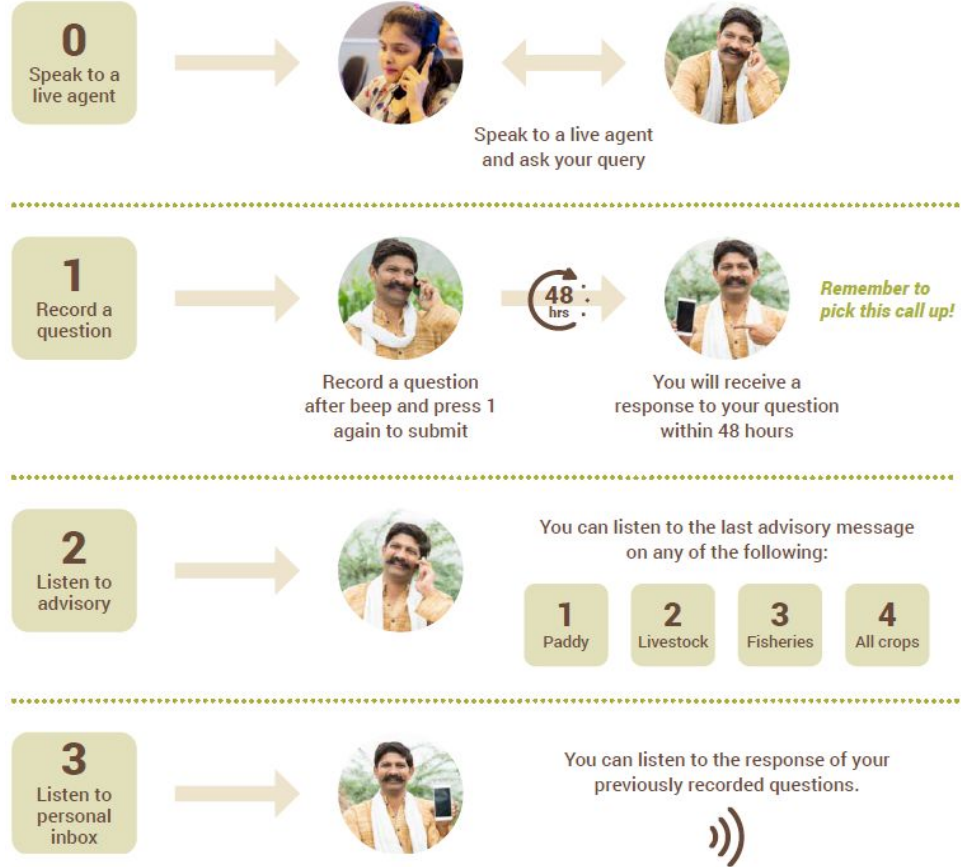 0
Speak to a
live agent
Speak to a live agent
and ask your query
1
Record a
question
48
hrs
Remember to
pick this call up!
Record a question
after beep and press 1
again to submit
You will receive a
response to your question
within 48 hours
2
Listen to
advisory
You can listen to the last advisory message
on any of the following:
1
Paddy
2
Livestock
3
Fisheries
4
All crops
3
Listen to
personal
inbox
You can listen to the response of your
previously recorded questions.